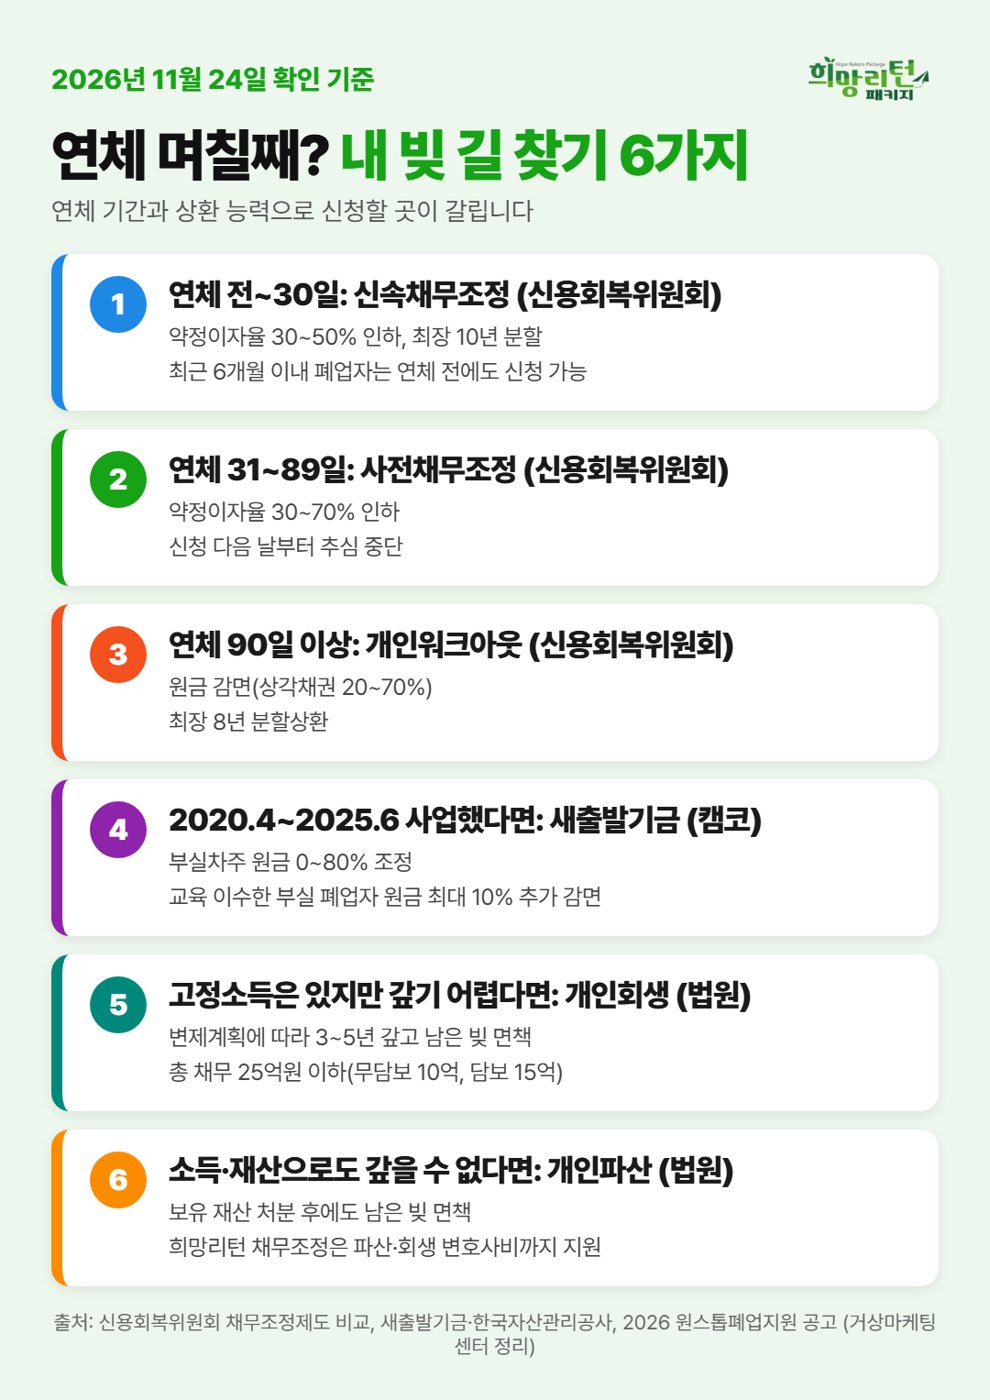 2026년 11월 24일 확인 기준
Hope Return Package
희망리턴
패키지
연체 며칠째? 내 빚 길 찾기 6가지
연체 기간과 상환 능력으로 신청할 곳이 갈립니다
1
연체 전~30일: 신속채무조정 (신용회복위원회)
약정이자율 30~50% 인하, 최장 10년 분할
최근 6개월 이내 폐업자는 연체 전에도 신청 가능
2
연체 31~89일: 사전채무조정 (신용회복위원회)
약정이자율 30~70% 인하
신청 다음 날부터 추심 중단
3
연체 90일 이상: 개인워크아웃 (신용회복위원회)
원금 감면(상각채권 20~70%)
최장 8년 분할상환
4
2020.4~2025.6 사업했다면: 새출발기금 (캠코)
부실차주 원금 0~80% 조정
교육 이수한 부실 폐업자 원금 최대 10% 추가 감면
5
고정소득은 있지만 갚기 어렵다면: 개인회생 (법원)
변제계획에 따라 3~5년 갚고 남은 빚 면책
총 채무 25억원 이하(무담보 10억, 담보 15억)
6
소득·재산으로도 갚을 수 없다면: 개인파산 (법원)
보유 재산 처분 후에도 남은 빚 면책
희망리턴 채무조정은 파산·회생 변호사비까지 지원
출처: 신용회복위원회 채무조정제도 비교, 새출발기금·한국자산관리공사, 2026 원스톱폐업지원 공고 (거상마케팅
센터 정리)